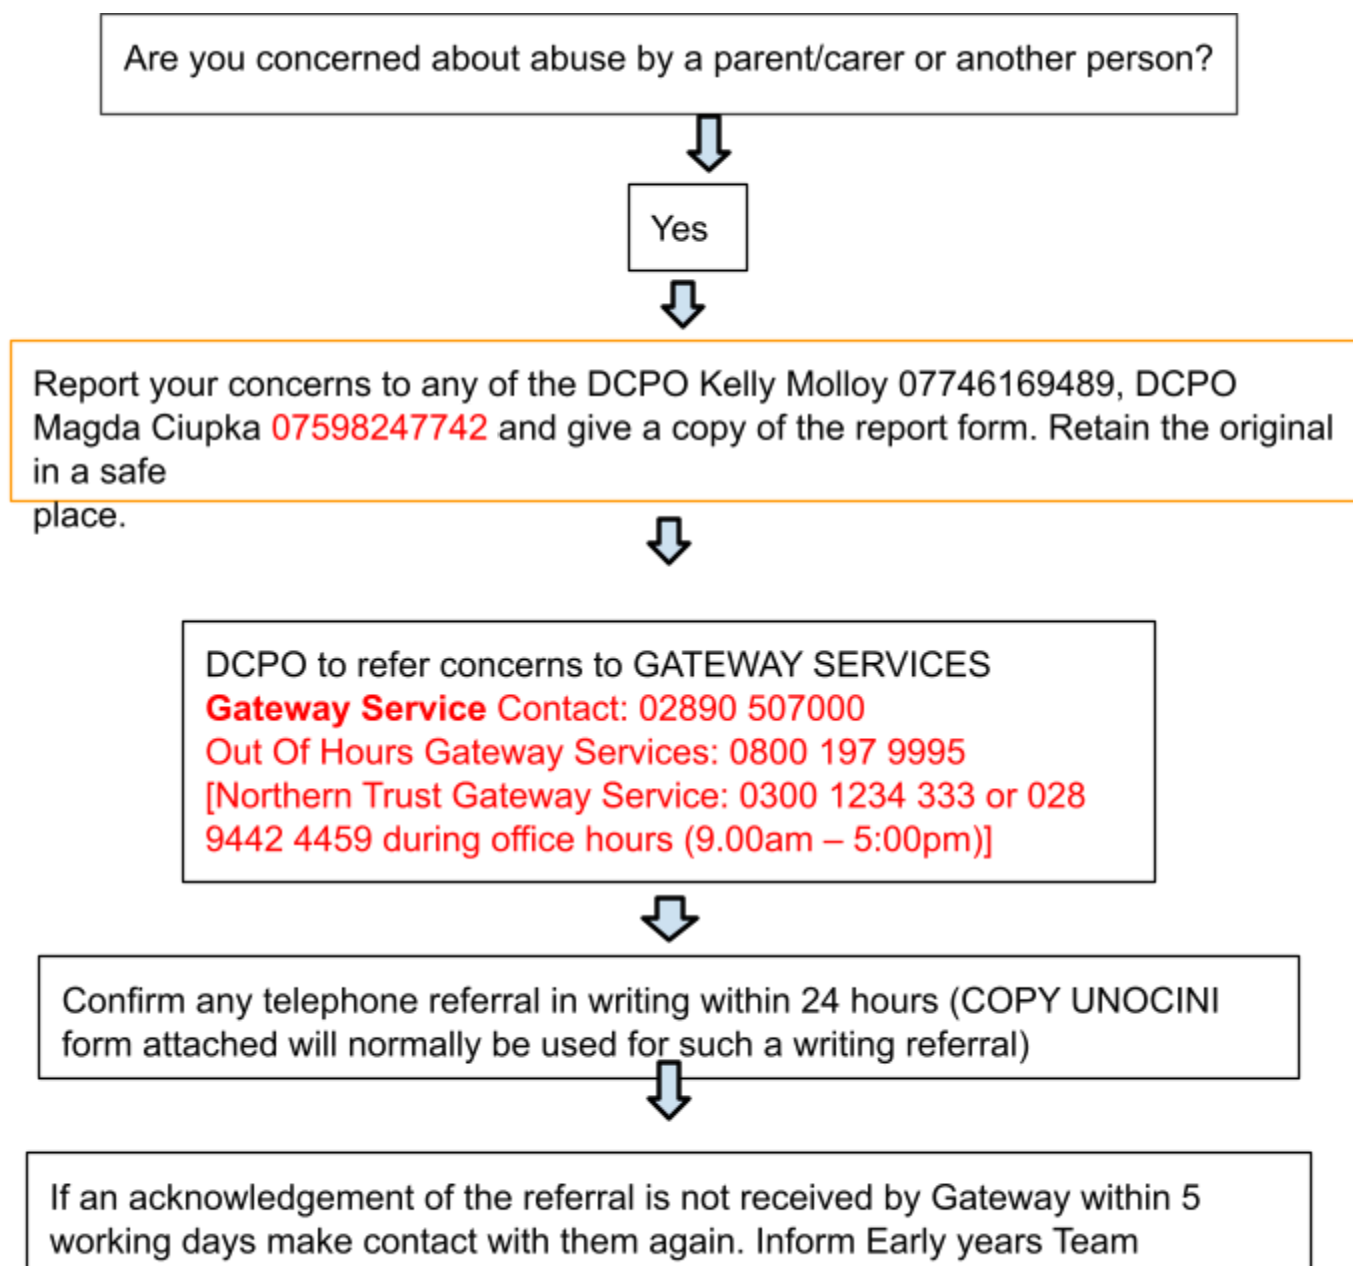 Are you concerned about abuse by a parent/carer or another person?
Yes
Report your concerns to any of the DCPO Kelly Molloy 07746169489, DCPO
Magda Ciupka 07598247742 and give a copy of the report form. Retain the original
in a safe
place.
DCPO to refer concerns to GATEWAY SERVICES
Gateway Service Contact: 02890 507000
Out Of Hours Gateway Services: 0800 197 9995
[Northern Trust Gateway Service: 0300 1234 333 or 028
9442 4459 during office hours (9.00am – 5:00pm)]
Confirm any telephone referral in writing within 24 hours (COPY UNOCINI
form attached will normally be used for such a writing referral)
If an acknowledgement of the referral is not received by Gateway within 5
working days make contact with them again. Inform Early years Team